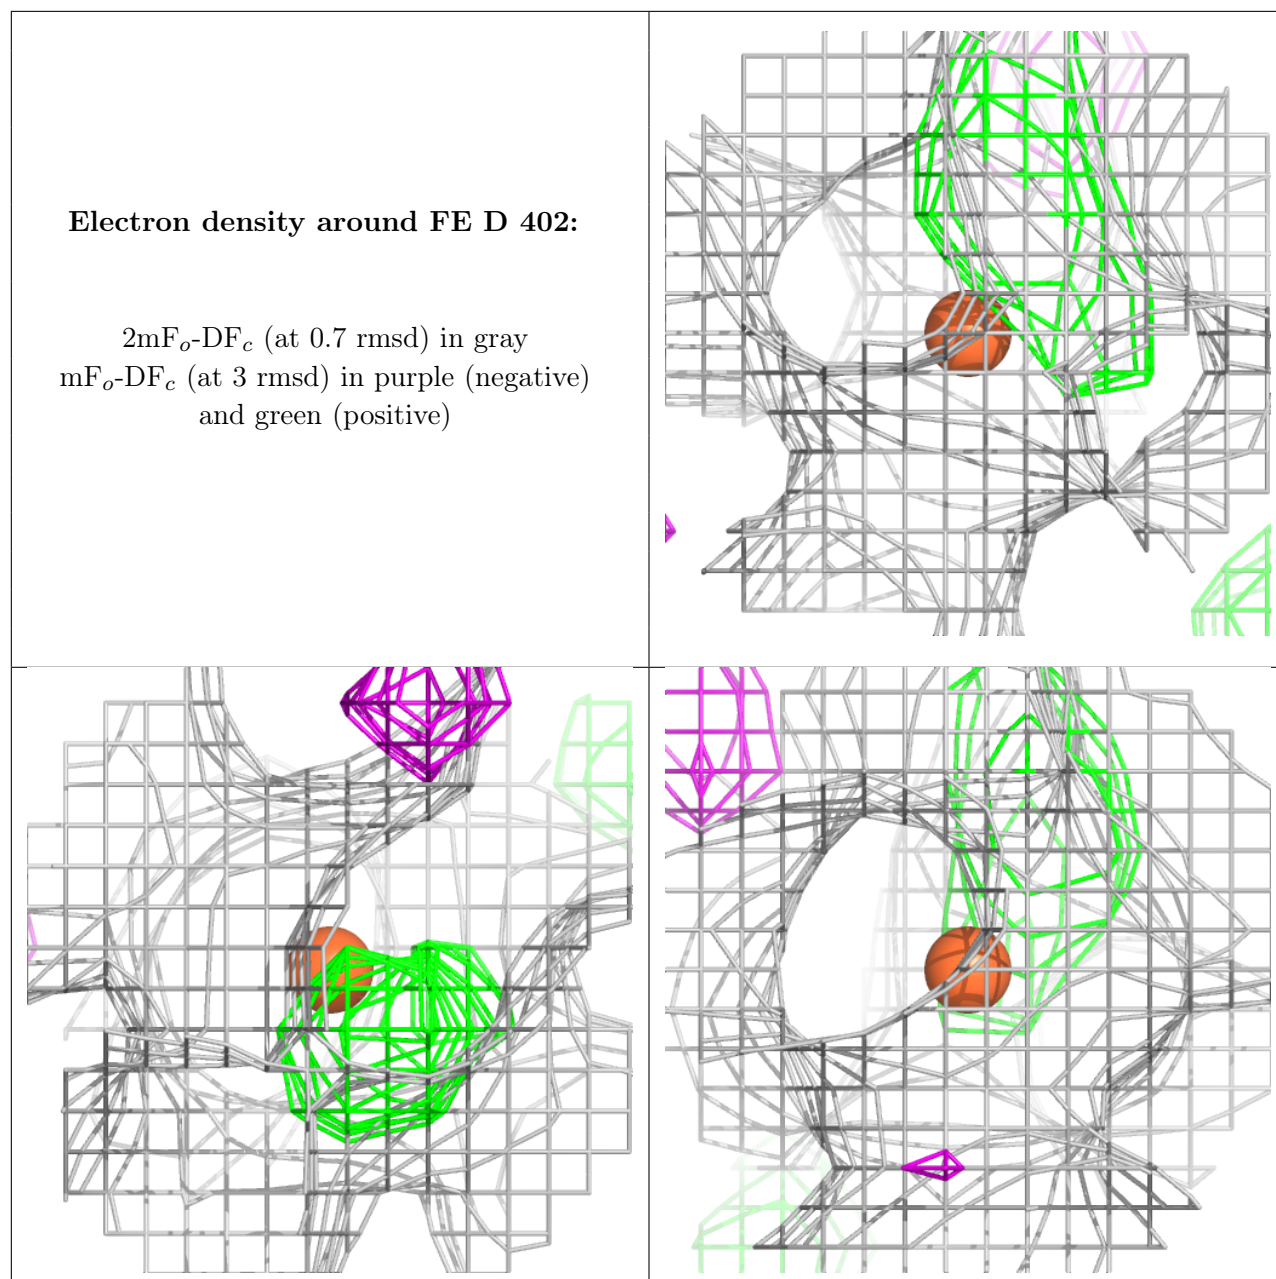 Electron density around FE D 402:
2mFo-DFc (at 0.7 rmsd) in gray
mFo-DFc (at 3 rmsd) in purple (negative)
and green (positive)